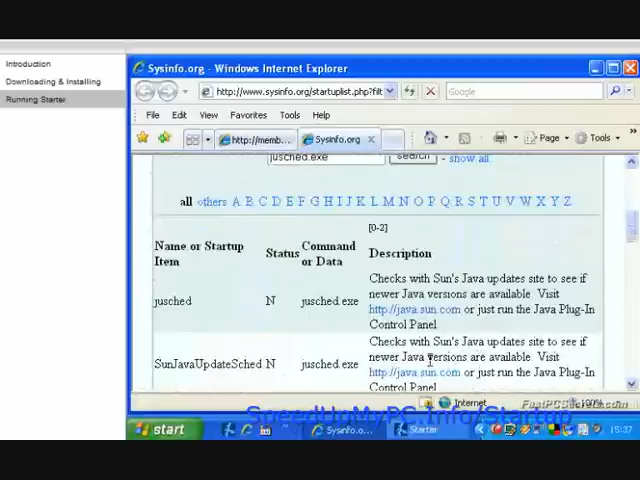 Introduction
Downloading & Installing
Running Starter
Sysinfo.org - Windows Internet Explorer
http://www.sysinfo.org/startuplist.php?filt
Google
File Edit View Favorites Tools Help
http://memb...
Sysinfo.org
Page Tools
jusched.exe search - show all
all others A B C D E F G H I J K L M N O P Q R S T U V W X Y Z
[0-2]
Name or Startup Item Status Command or Data Description
jusched N jusched.exe
Checks with Sun's Java updates site to see if
newer Java versions are available. Visit
http://java.sun.com or just run the Java Plug-In
Control Panel
SunJavaUpdateSched N jusched.exe
Checks with Sun's Java updates site to see if
newer Java versions are available. Visit
http://java.sun.com or just run the Java Plug-In
Control Panel
Internet 100%
SpeedUpMyPC.Info/Startup
start Sysinfo.o... Starter 15:37